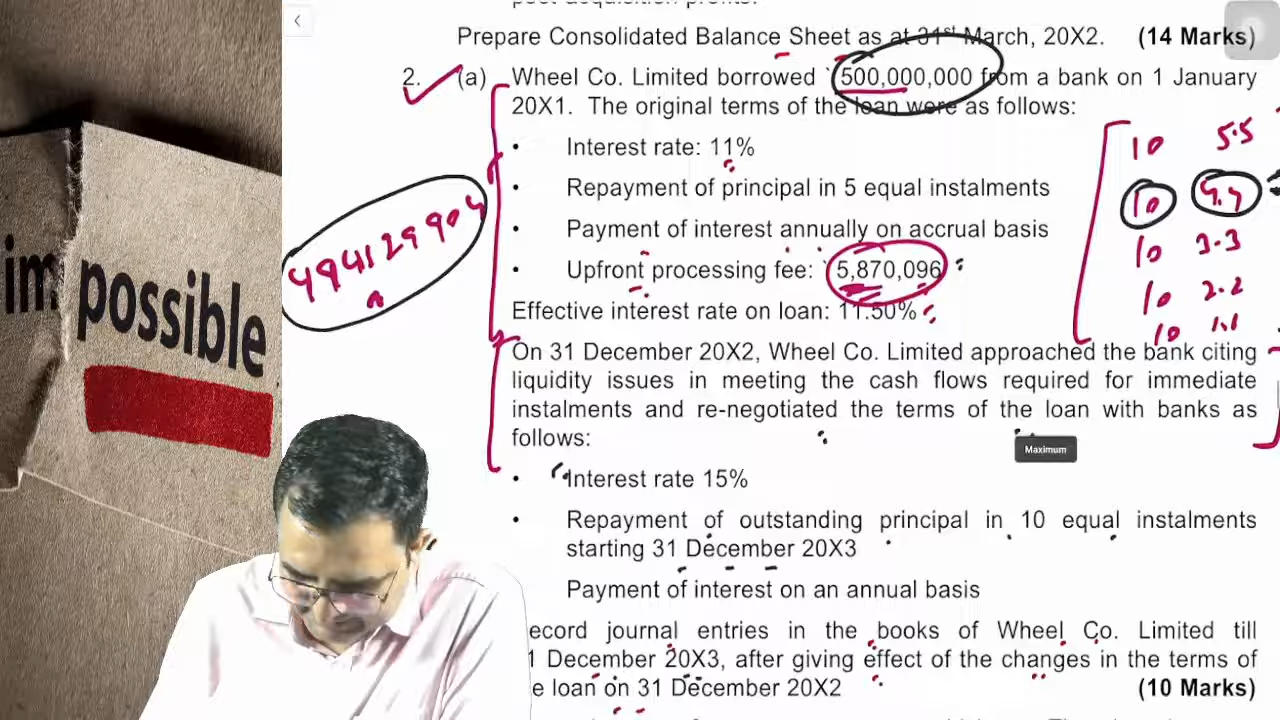 Prepare Consolidated Balance Sheet as at 31st March, 20X2. (14 Marks)
2. (a) Wheel Co. Limited borrowed ` 500,000,000 from a bank on 1 January
20X1. The original terms of the loan were as follows:
• Interest rate: 11%
• Repayment of principal in 5 equal instalments
• Payment of interest annually on accrual basis
• Upfront processing fee: ` 5,870,096
Effective interest rate on loan: 11.50%
On 31 December 20X2, Wheel Co. Limited approached the bank citing
liquidity issues in meeting the cash flows required for immediate
instalments and re-negotiated the terms of the loan with banks as
follows:
• Interest rate 15%
• Repayment of outstanding principal in 10 equal instalments
starting 31 December 20X3
Payment of interest on an annual basis
ecord journal entries in the books of Wheel Co. Limited till
1 December 20X3, after giving effect of the changes in the terms of
e loan on 31 December 20X2 (10 Marks)
494129904
10 5.5
10 4.4
10 3.3
10 2.2
10 1.1
Maximum
im possible